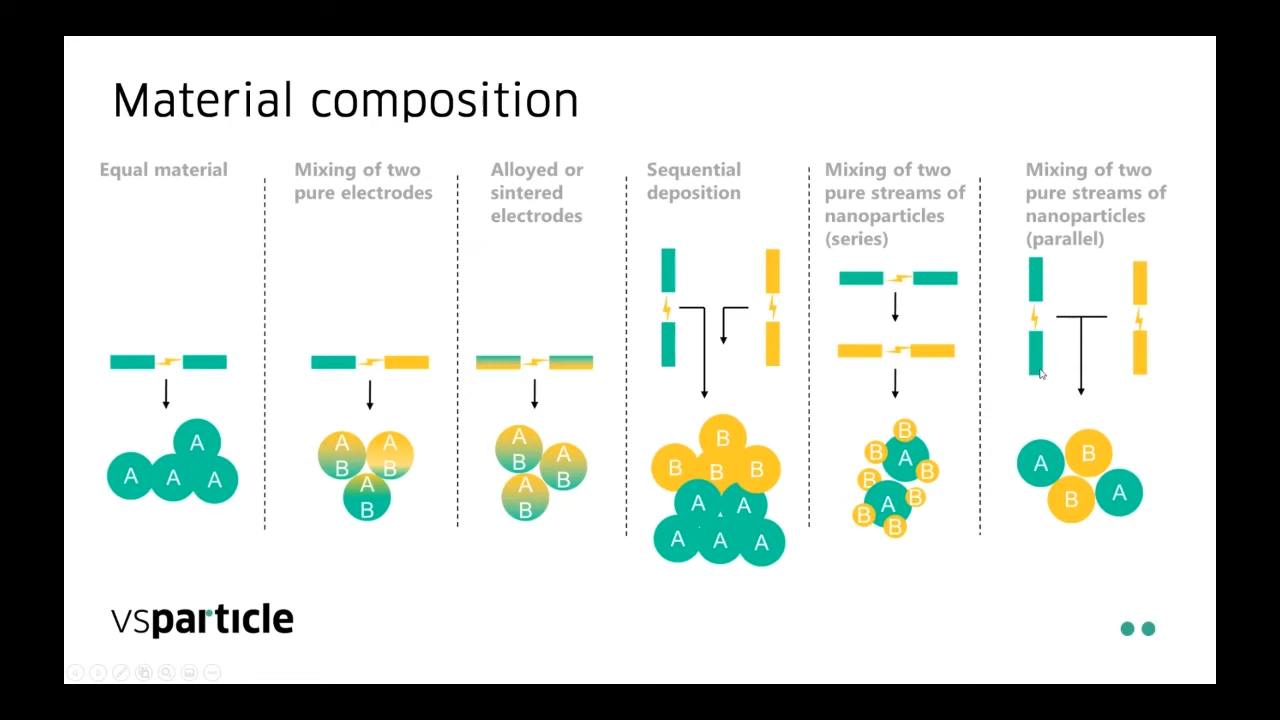 Material composition
Equal material
Mixing of two
pure electrodes
Alloyed or
sintered
electrodes
Sequential
deposition
Mixing of two
pure streams of
nanoparticles
(series)
Mixing of two
pure streams of
nanoparticles
(parallel)
A
A A A
A A
B B
A
B
A
B
A
B
A
B
B
B B B
A A
A A A
B
B A B
B
A B
B B
A B
B A
vsparticle